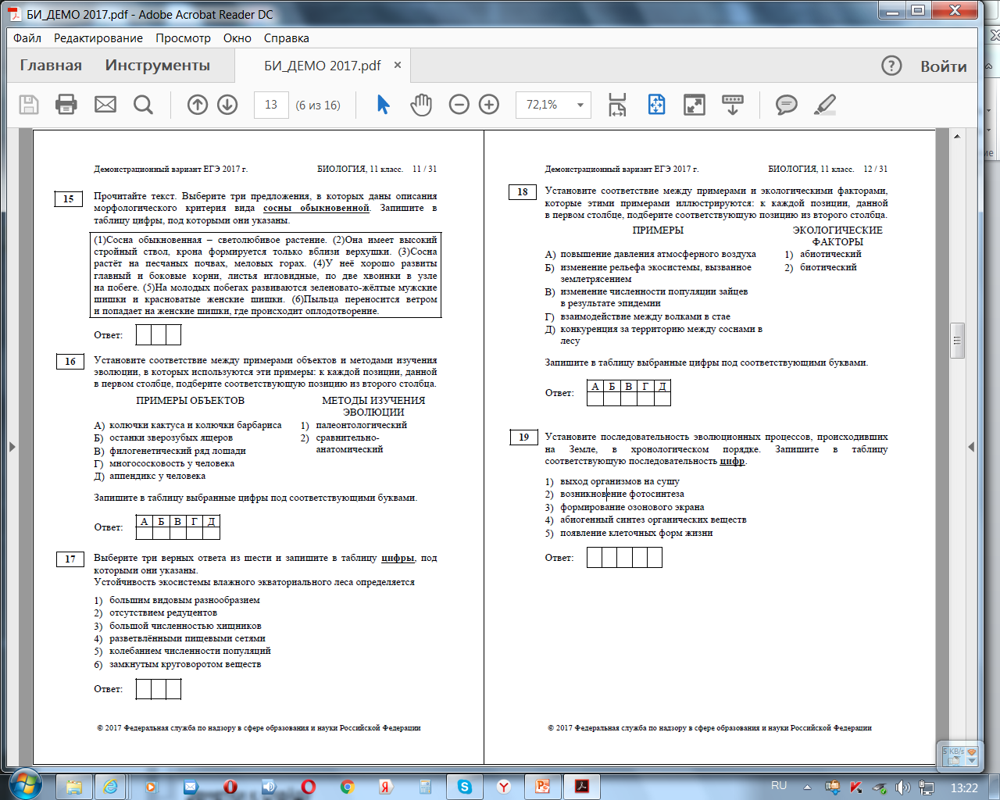 БИ_ДЕМО 2017.pdf - Adobe Acrobat Reader DC
Файл Редактирование Просмотр Окно Справка
Главная Инструменты БИ_ДЕМО 2017.pdf × ? Войти
13 (6 из 16) 72,1%
Демонстрационный вариант ЕГЭ 2017 г. БИОЛОГИЯ, 11 класс. 11 / 31
15 Прочитайте текст. Выберите три предложения, в которых даны описания
морфологического критерия вида сосны обыкновенной. Запишите в
таблицу цифры, под которыми они указаны.
(1)Сосна обыкновенная – светолюбивое растение. (2)Она имеет высокий
стройный ствол, крона формируется только вблизи верхушки. (3)Сосна
растёт на песчаных почвах, меловых горах. (4)У неё хорошо развиты
главный и боковые корни, листья игловидные, по две хвоинки в узле
на побеге. (5)На молодых побегах развиваются зеленовато-жёлтые мужские
шишки и красноватые женские шишки. (6)Пыльца переносится ветром
и попадает на женские шишки, где происходит оплодотворение.
Ответ:
16 Установите соответствие между примерами объектов и методами изучения
эволюции, в которых используются эти примеры: к каждой позиции, данной
в первом столбце, подберите соответствующую позицию из второго столбца.
ПРИМЕРЫ ОБЪЕКТОВ МЕТОДЫ ИЗУЧЕНИЯ
ЭВОЛЮЦИИ
А) колючки кактуса и колючки барбариса 1) палеонтологический
Б) останки зверозубых ящеров 2) сравнительно-
В) филогенетический ряд лошади анатомический
Г) многососковость у человека
Д) аппендикс у человека
Запишите в таблицу выбранные цифры под соответствующими буквами.
А Б В Г Д
Ответ:
17 Выберите три верных ответа из шести и запишите в таблицу цифры, под
которыми они указаны.
Устойчивость экосистемы влажного экваториального леса определяется
1) большим видовым разнообразием
2) отсутствием редуцентов
3) большой численностью хищников
4) разветвлёнными пищевыми сетями
5) колебанием численности популяций
6) замкнутым круговоротом веществ
Ответ:
© 2017 Федеральная служба по надзору в сфере образования и науки Российской Федерации
Демонстрационный вариант ЕГЭ 2017 г. БИОЛОГИЯ, 11 класс. 12 / 31
18 Установите соответствие между примерами и экологическими факторами,
которые этими примерами иллюстрируются: к каждой позиции, данной
в первом столбце, подберите соответствующую позицию из второго столбца.
ПРИМЕРЫ ЭКОЛОГИЧЕСКИЕ
ФАКТОРЫ
А) повышение давления атмосферного воздуха 1) абиотический
Б) изменение рельефа экосистемы, вызванное 2) биотический
землетрясением
В) изменение численности популяции зайцев
в результате эпидемии
Г) взаимодействие между волками в стае
Д) конкуренция за территорию между соснами в
лесу
Запишите в таблицу выбранные цифры под соответствующими буквами.
А Б В Г Д
Ответ:
19 Установите последовательность эволюционных процессов, происходивших
на Земле, в хронологическом порядке. Запишите в таблицу
соответствующую последовательность цифр.
1) выход организмов на сушу
2) возникновение фотосинтеза
3) формирование озонового экрана
4) абиогенный синтез органических веществ
5) появление клеточных форм жизни
Ответ:
© 2017 Федеральная служба по надзору в сфере образования и науки Российской Федерации
5 KB/s
RU 13:22